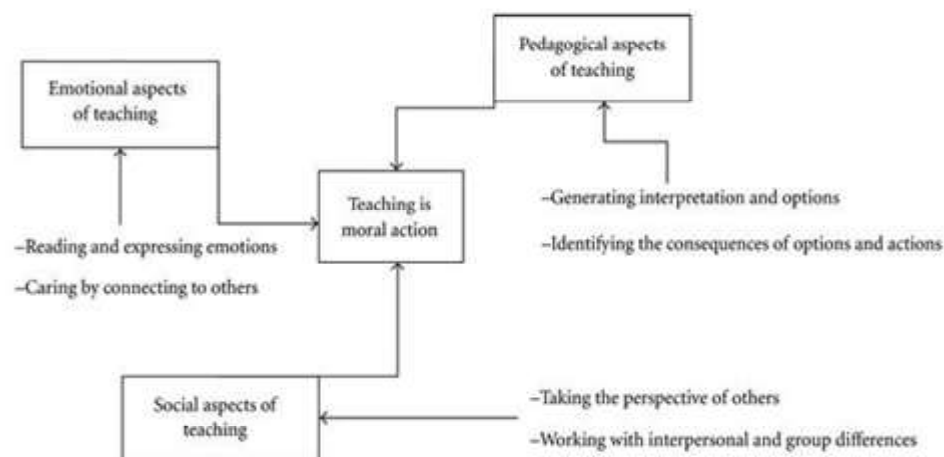 Pedagogical aspects
of teaching
Emotional aspects
of teaching
Teaching is
moral action
–Generating interpretation and options
–Identifying the consequences of options and actions
–Reading and expressing emotions
–Caring by connecting to others
Social aspects of
teaching
–Taking the perspective of others
–Working with interpersonal and group differences